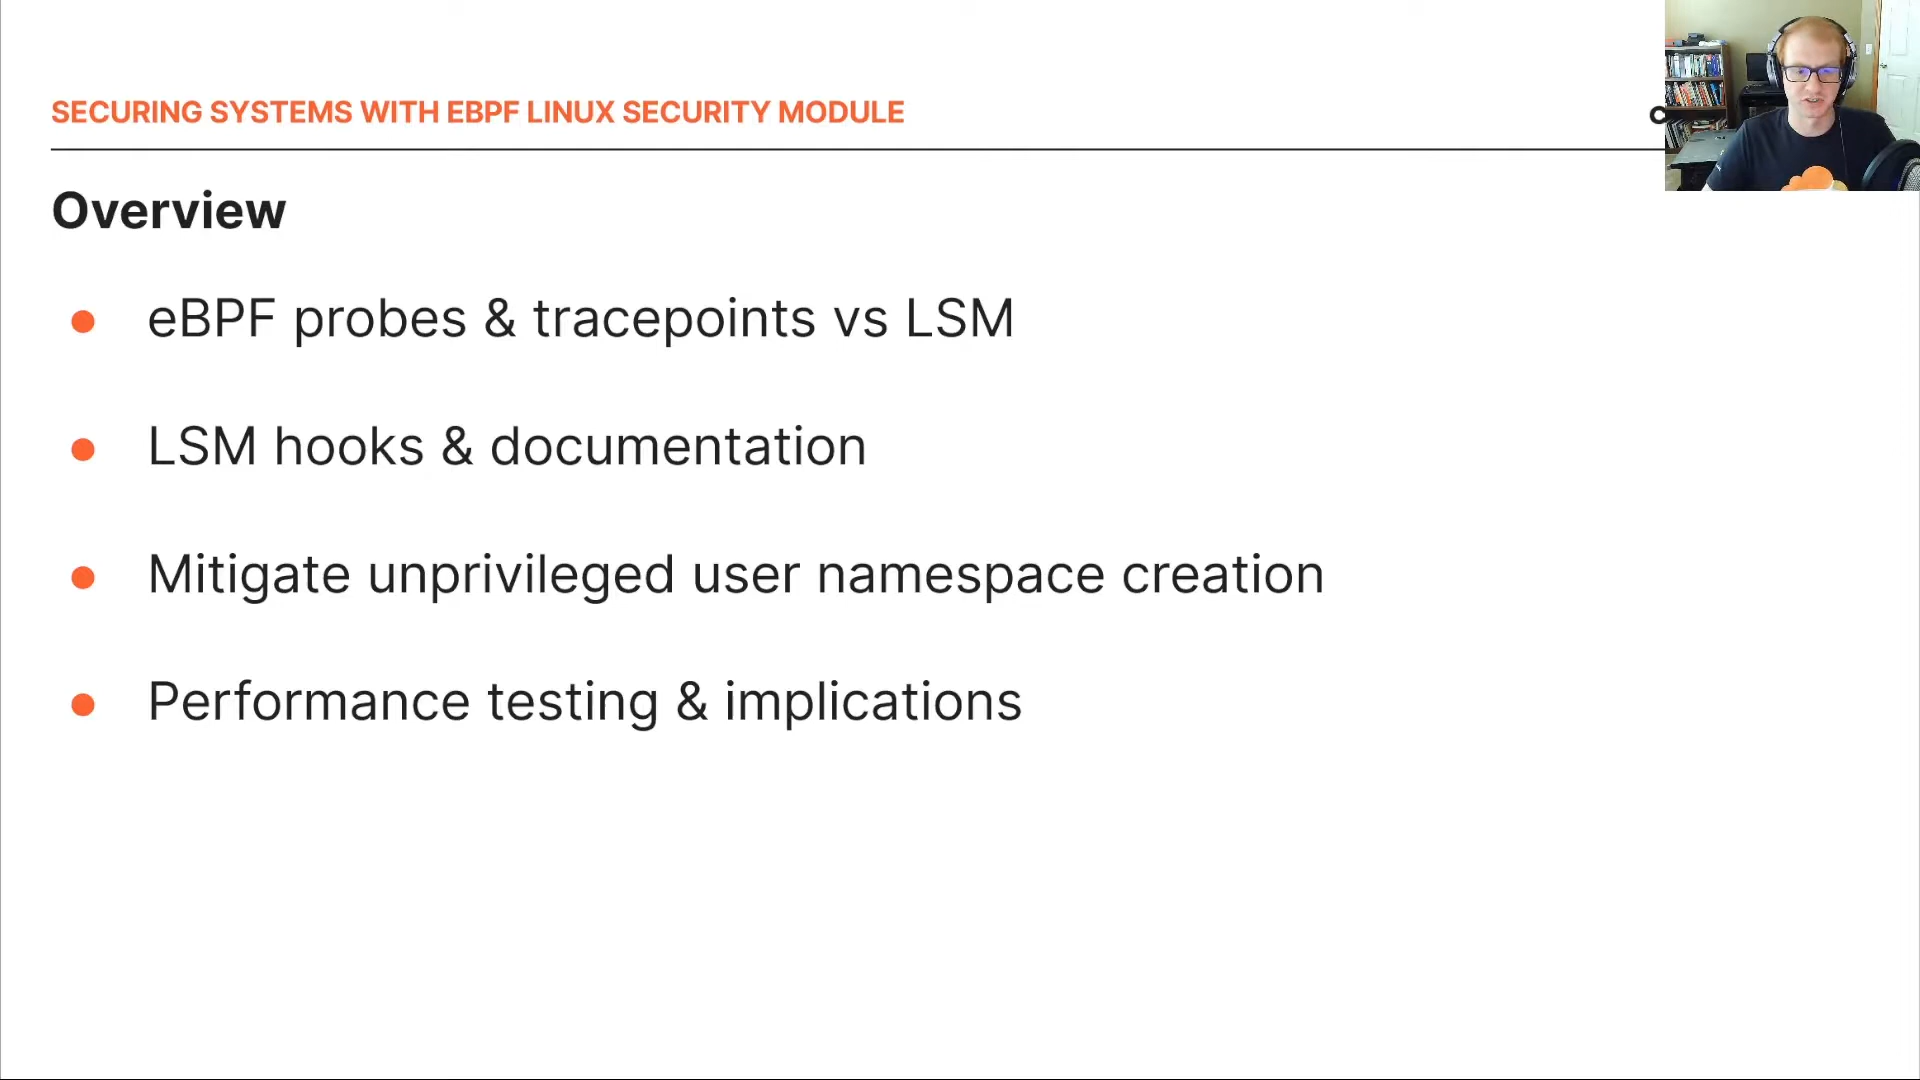 SECURING SYSTEMS WITH EBPF LINUX SECURITY MODULE
Overview
● eBPF probes & tracepoints vs LSM
● LSM hooks & documentation
● Mitigate unprivileged user namespace creation
● Performance testing & implications